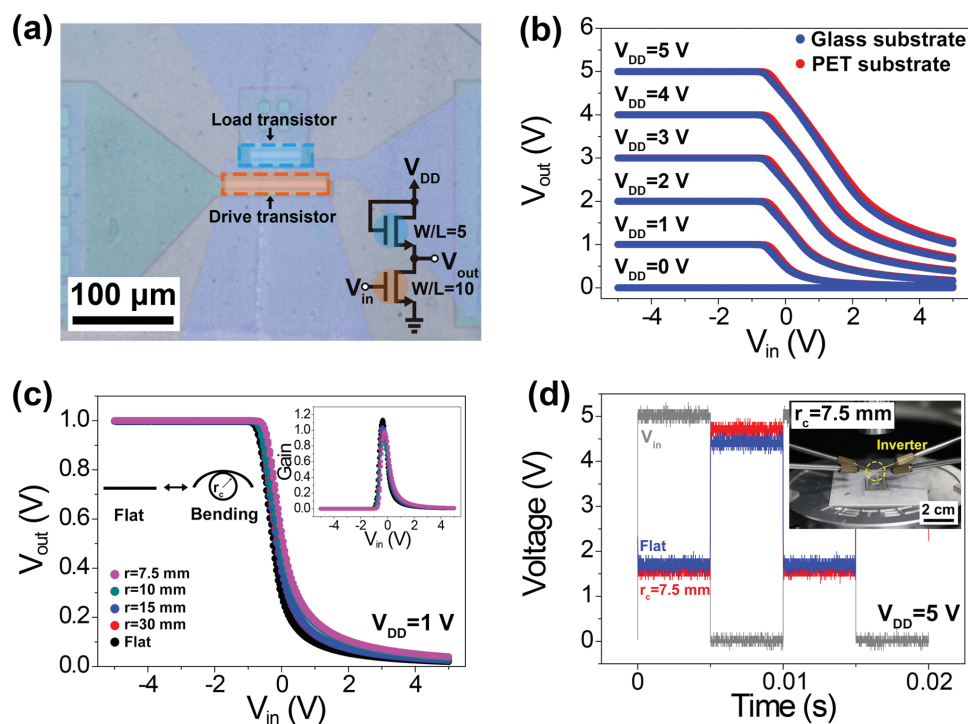 (a)
Load transistor
Drive transistor
100 µm
V_DD
W/L=5
V_out
V_in
W/L=10
(b)
Glass substrate
PET substrate
V_DD=5 V
V_DD=4 V
V_DD=3 V
V_DD=2 V
V_DD=1 V
V_DD=0 V
V_out (V)
6
5
4
3
2
1
0
-4 -2 0 2 4
V_in (V)
(c)
V_out (V)
1.0
0.8
0.6
0.4
0.2
0.0
r_c
Flat
Bending
r=7.5 mm
r=10 mm
r=15 mm
r=30 mm
Flat
V_DD=1 V
-4 -2 0 2 4
V_in (V)
Gain
1.2
1.0
0.8
0.6
0.4
0.2
0.0
-4 -2 0 2 4
V_in (V)
(d)
Voltage (V)
6
5
4
3
2
1
0
V_in
Flat
r_c=7.5 mm
V_DD=5 V
r_c=7.5 mm
Inverter
2 cm
0 0.01 0.02
Time (s)